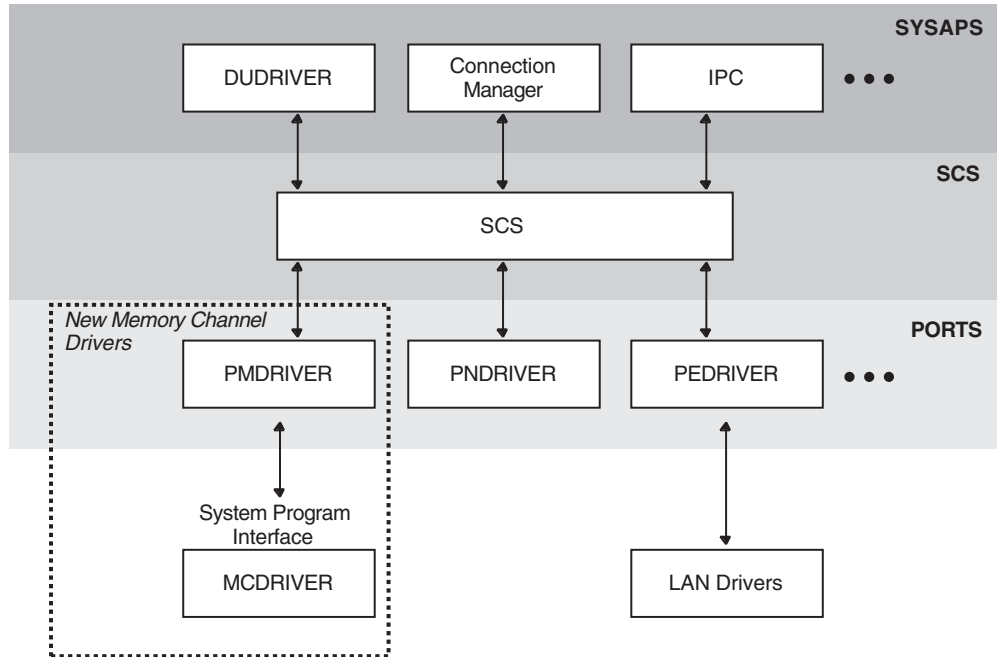 SYSAPS
DUDRIVER
Connection
Manager
IPC
SCS
SCS
New Memory Channel
Drivers
PORTS
PMDRIVER
PNDRIVER
PEDRIVER
System Program
Interface
MCDRIVER
LAN Drivers